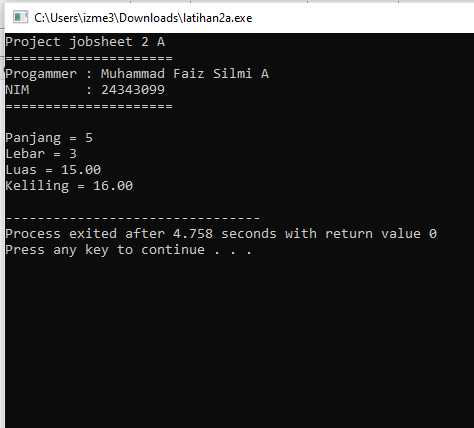 C:\Users\izme3\Downloads\latihan2a.exe
Project jobsheet 2 A
=====================
Progammer : Muhammad Faiz Silmi A
NIM       : 24343099
=====================
Panjang = 5
Lebar = 3
Luas = 15.00
Keliling = 16.00
--------------------------------
Process exited after 4.758 seconds with return value 0
Press any key to continue . . .